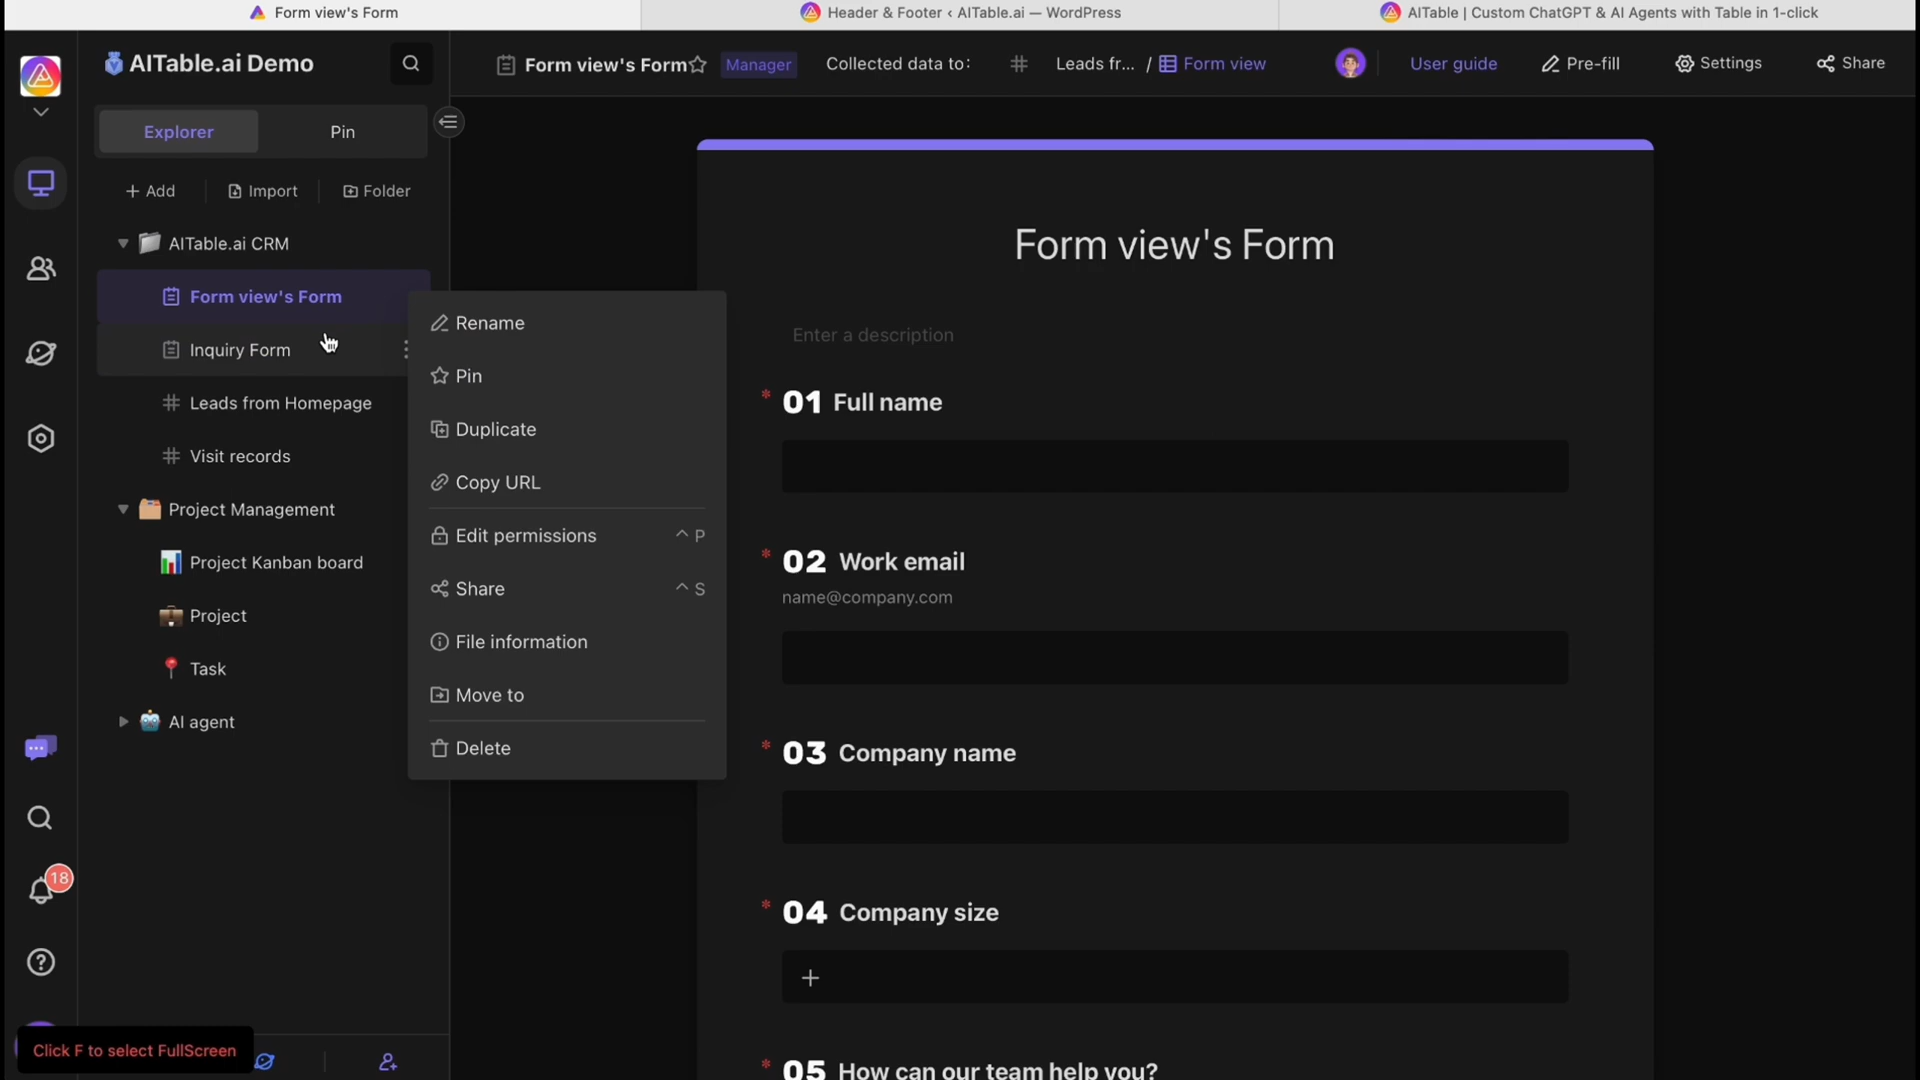 Form view's Form
Header & Footer ‹ AITable.ai — WordPress
AITable | Custom ChatGPT & AI Agents with Table in 1-click
AITable.ai Demo
Form view's Form
Manager
Collected data to:
Leads fr... / Form view
User guide
Pre-fill
Settings
Share
Explorer
Pin
+ Add
Import
Folder
AITable.ai CRM
Form view's Form
Inquiry Form
Leads from Homepage
Visit records
Project Management
Project Kanban board
Project
Task
AI agent
18
Click F to select FullScreen
Rename
Pin
Duplicate
Copy URL
Edit permissions ^ P
Share ^ S
File information
Move to
Delete
Form view's Form
Enter a description
* 01 Full name
* 02 Work email
name@company.com
* 03 Company name
* 04 Company size
+
* 05 How can our team help you?